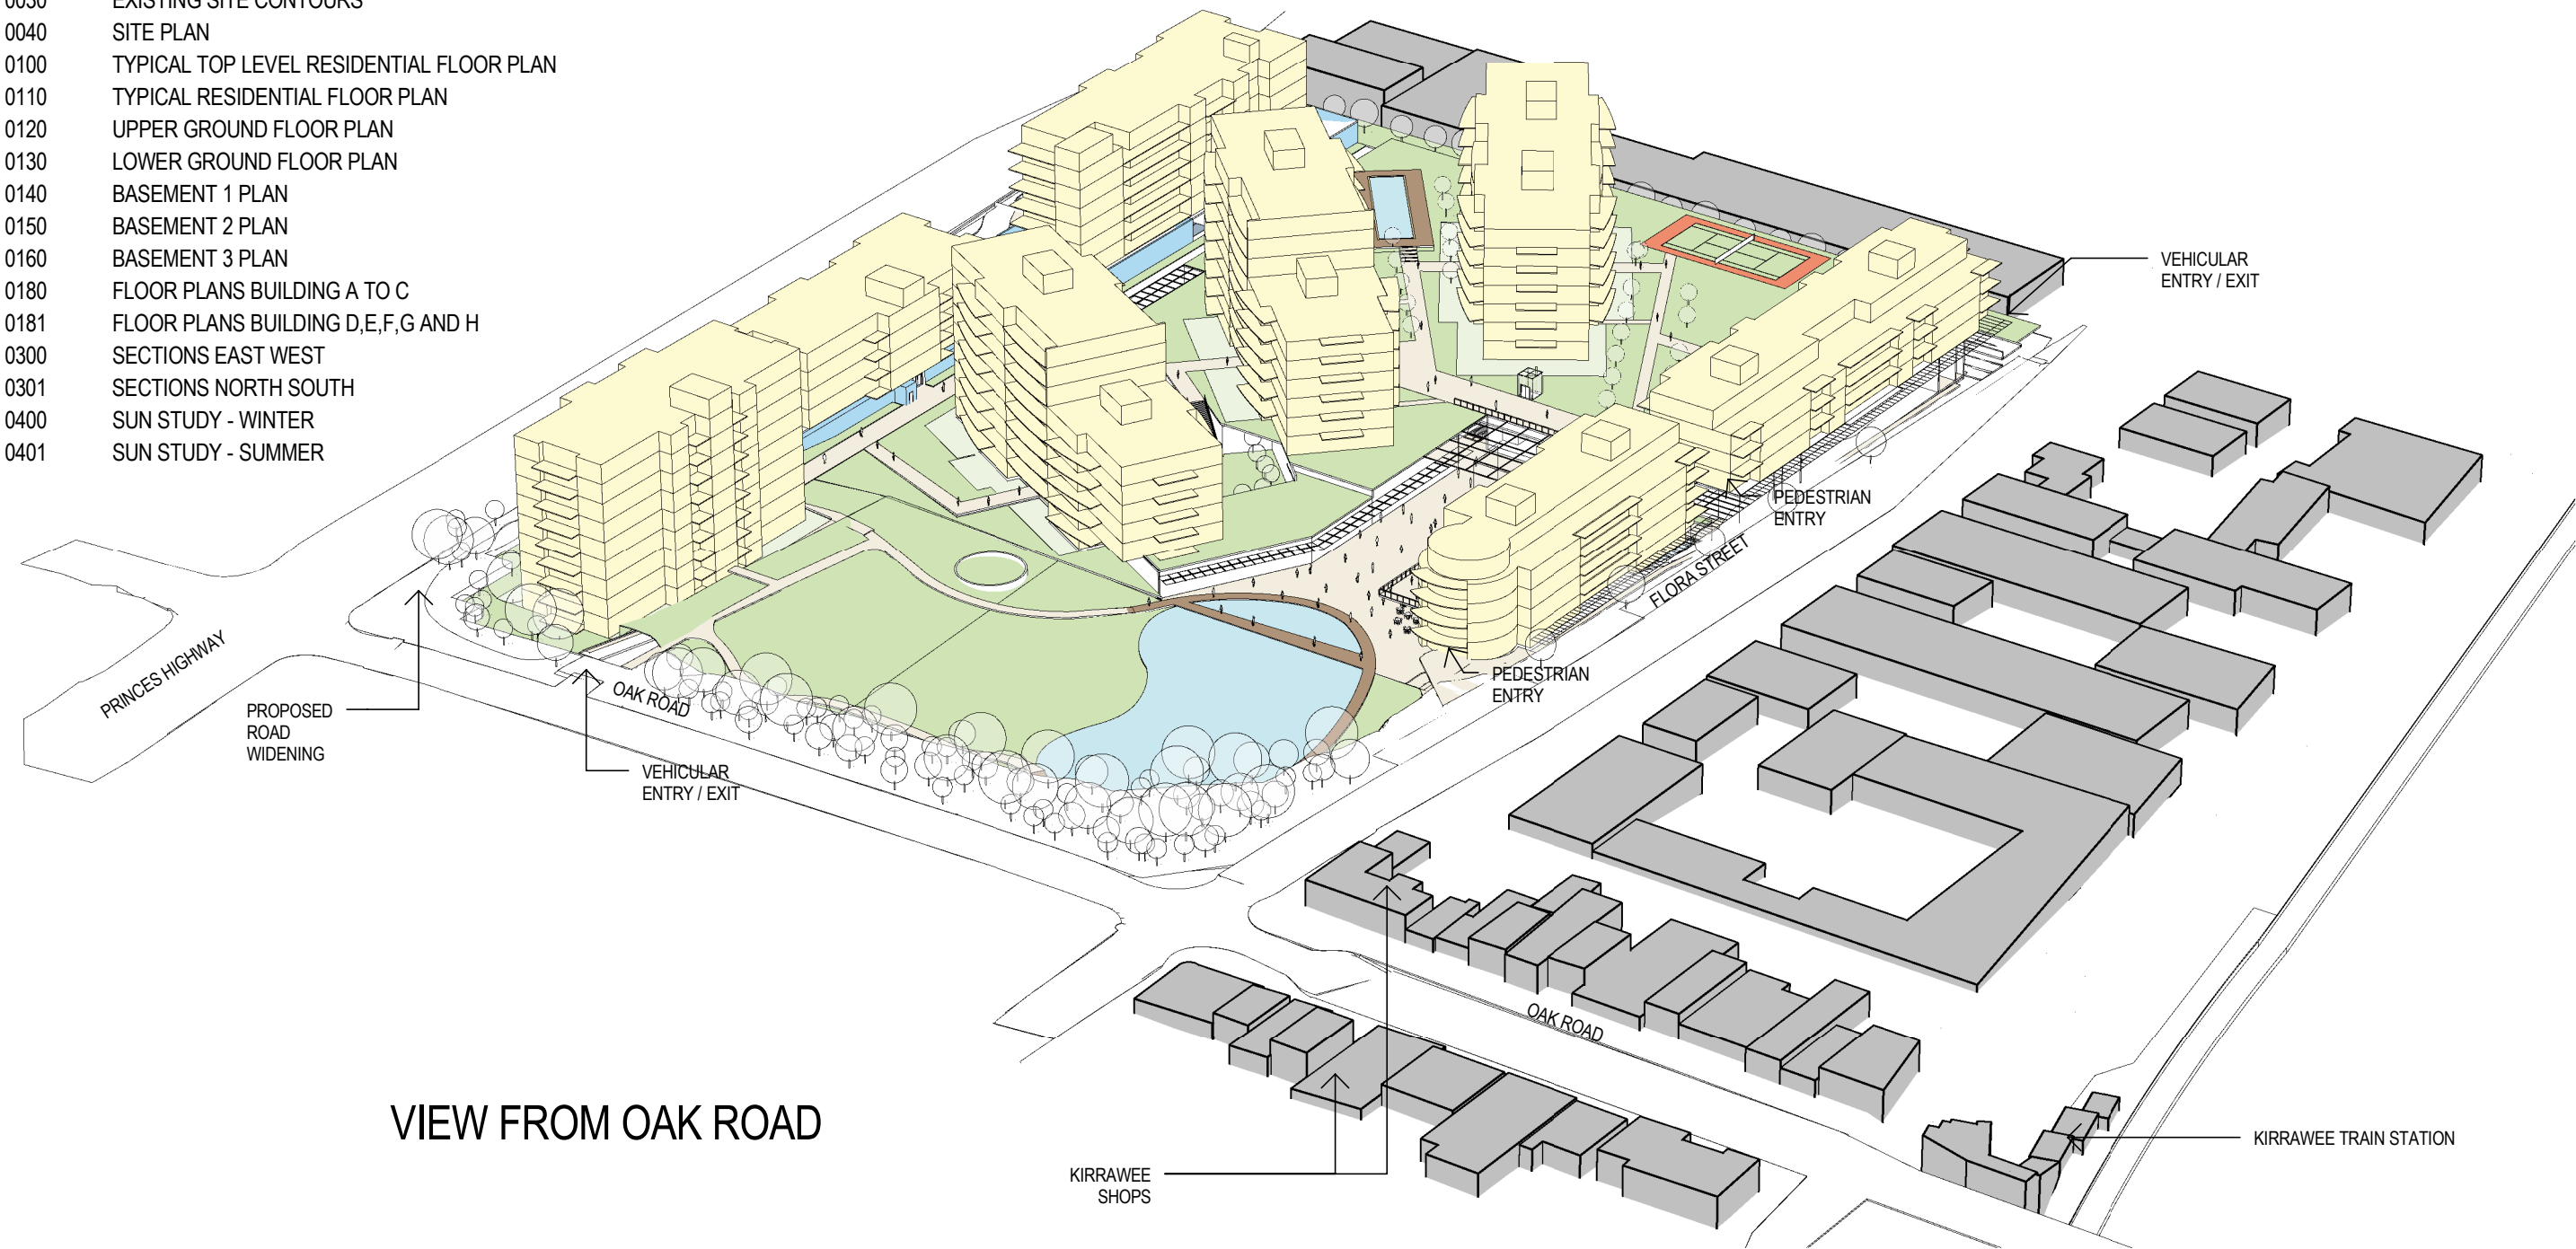 0030 EXISTING SITE CONTOURS
0040 SITE PLAN
0100 TYPICAL TOP LEVEL RESIDENTIAL FLOOR PLAN
0110 TYPICAL RESIDENTIAL FLOOR PLAN
0120 UPPER GROUND FLOOR PLAN
0130 LOWER GROUND FLOOR PLAN
0140 BASEMENT 1 PLAN
0150 BASEMENT 2 PLAN
0160 BASEMENT 3 PLAN
0180 FLOOR PLANS BUILDING A TO C
0181 FLOOR PLANS BUILDING D,E,F,G AND H
0300 SECTIONS EAST WEST
0301 SECTIONS NORTH SOUTH
0400 SUN STUDY - WINTER
0401 SUN STUDY - SUMMER
VEHICULAR
ENTRY / EXIT
PEDESTRIAN
ENTRY
FLORA STREET
PEDESTRIAN
ENTRY
PRINCES HIGHWAY
OAK ROAD
PROPOSED
ROAD
WIDENING
VEHICULAR
ENTRY / EXIT
OAK ROAD
VIEW FROM OAK ROAD
KIRRAWEE
SHOPS
KIRRAWEE TRAIN STATION